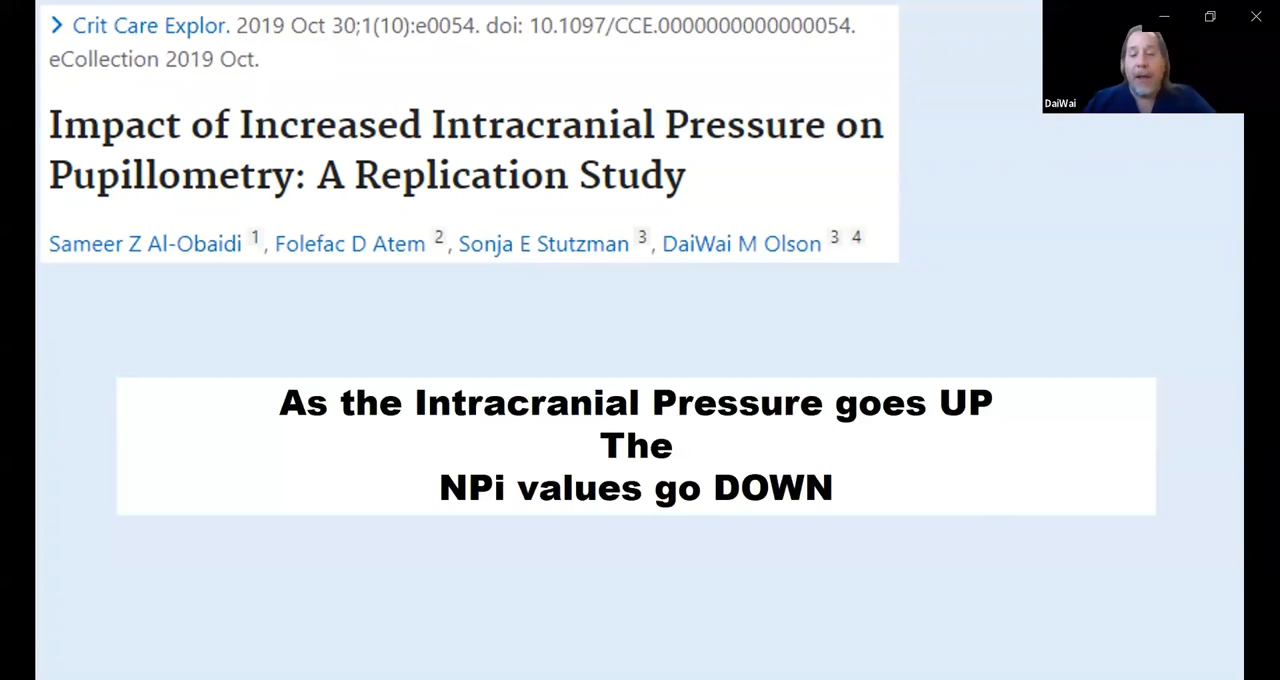 > Crit Care Explor. 2019 Oct 30;1(10):e0054. doi: 10.1097/CCE.0000000000000054.
eCollection 2019 Oct.
Impact of Increased Intracranial Pressure on
Pupillometry: A Replication Study
Sameer Z Al-Obaidi 1, Folefac D Atem 2, Sonja E Stutzman 3, DaiWai M Olson 3 4
DaiWai
As the Intracranial Pressure goes UP
The
NPi values go DOWN